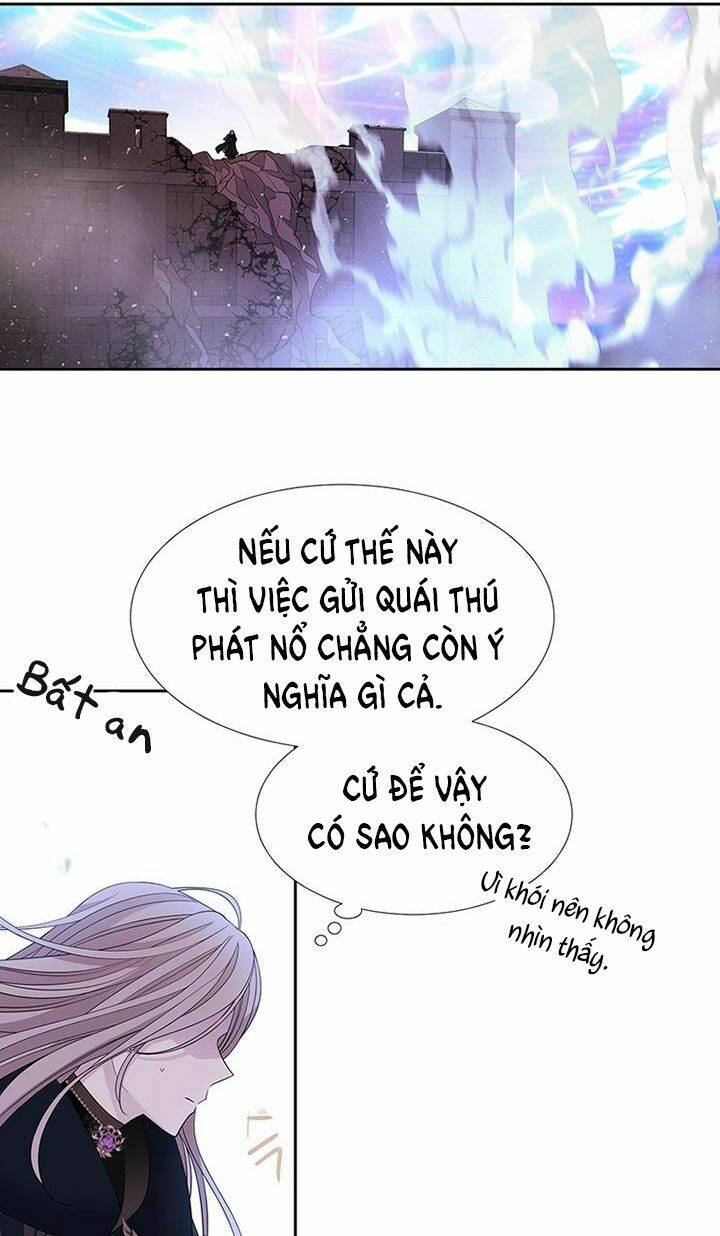 NẾU CỨ THẾ NÀY
THÌ VIỆC GỬI QUÁI THÚ
PHÁT NỔ CHẲNG CÒN Ý
NGHĨA GÌ CẢ.
Bất an
CỨ ĐỂ VẬY
CÓ SAO KHÔNG?
Vì khói nên không
nhìn thấy.